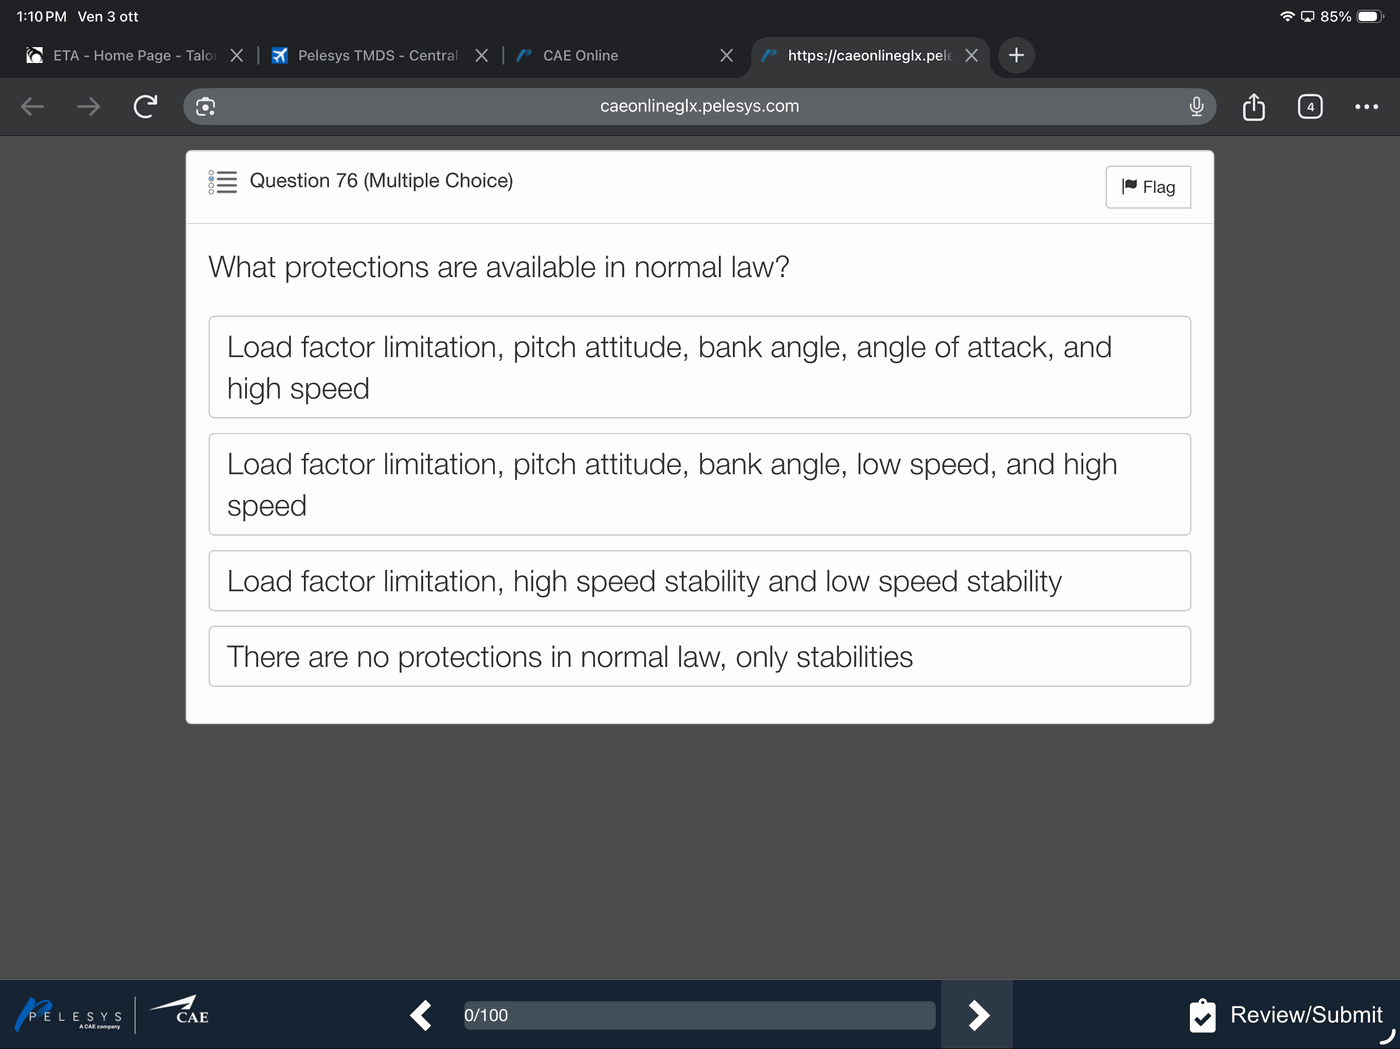 1:10 PM Ven 3 ott
85%
ETA - Home Page - Talo
Pelesys TMDS - Central
CAE Online
https://caeonlineglx.pele
caeonlineglx.pelesys.com
4
Question 76 (Multiple Choice)
Flag
What protections are available in normal law?
Load factor limitation, pitch attitude, bank angle, angle of attack, and
high speed
Load factor limitation, pitch attitude, bank angle, low speed, and high
speed
Load factor limitation, high speed stability and low speed stability
There are no protections in normal law, only stabilities
PELESYS
A CAE company
CAE
0/100
Review/Submit